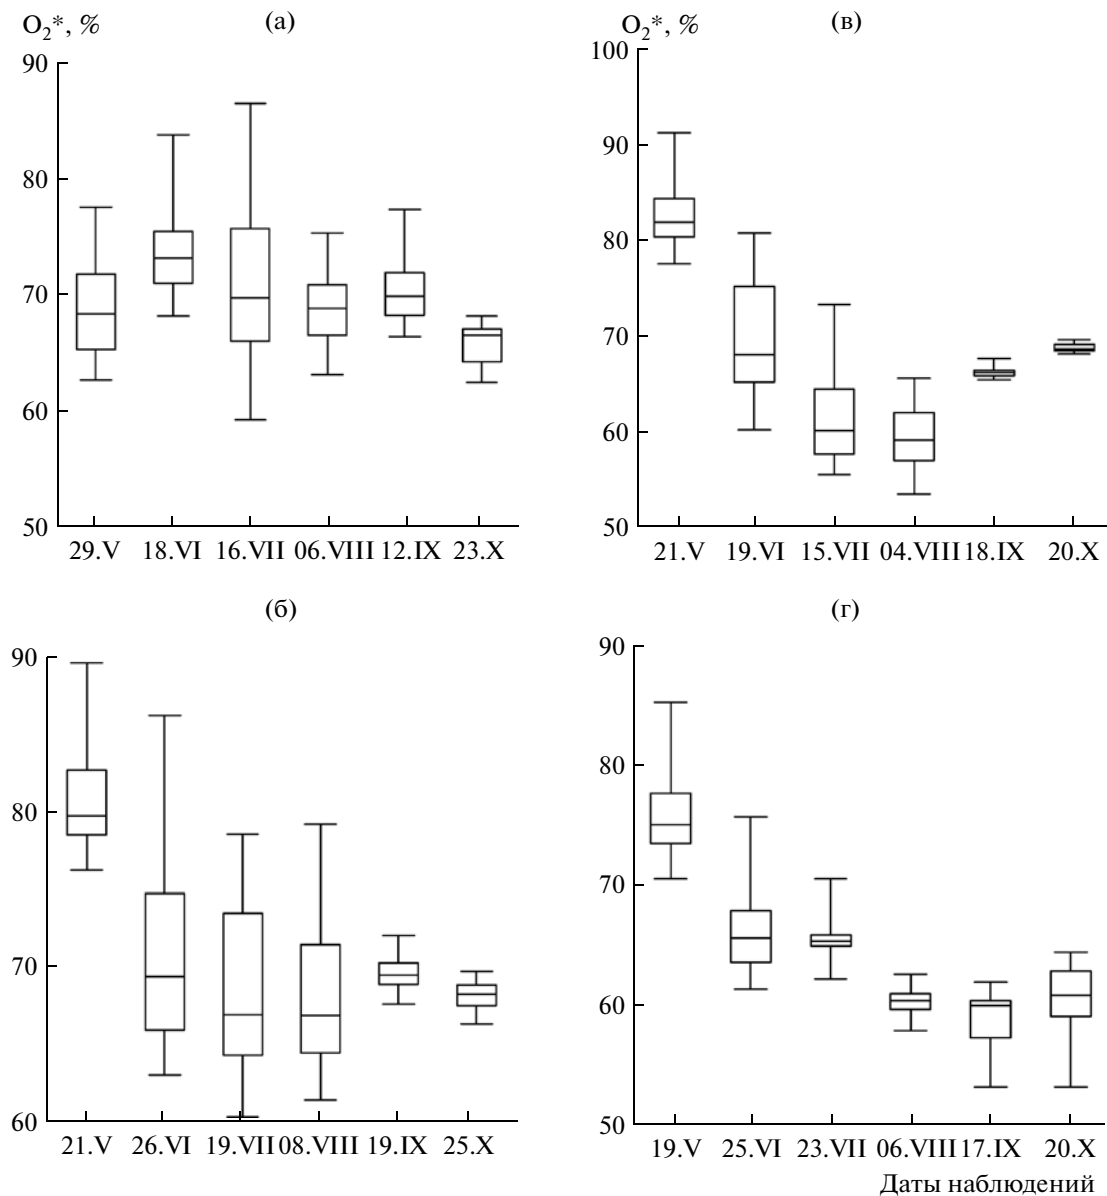 O2*, %
(а)
90
80
70
60
50
29.V 18.VI 16.VII 06.VIII 12.IX 23.X
O2*, %
(в)
100
90
80
70
60
50
21.V 19.VI 15.VII 04.VIII 18.IX 20.X
(б)
90
80
70
60
21.V 26.VI 19.VII 08.VIII 19.IX 25.X
(г)
90
80
70
60
50
19.V 25.VI 23.VII 06.VIII 17.IX 20.X
Даты наблюдений